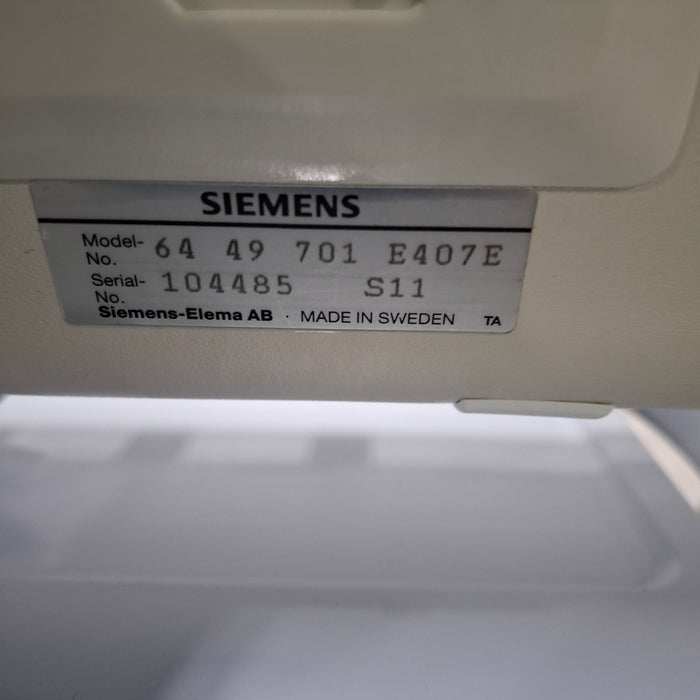 SIEMENS
Model- No. 64 49 701 E407E
Serial- No. 104485 S11
Siemens-Elema AB · MADE IN SWEDEN TA